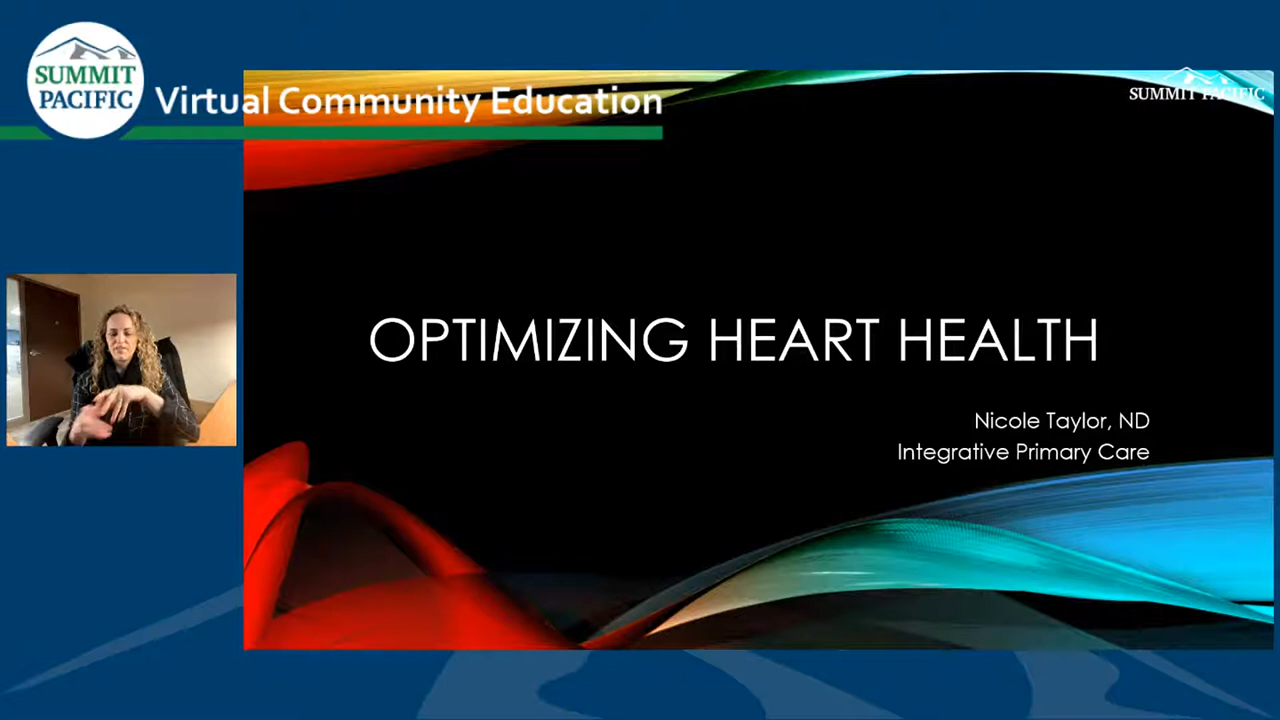 SUMMIT
PACIFIC
Virtual Community Education
SUMMIT PACIFIC
OPTIMIZING HEART HEALTH
Nicole Taylor, ND
Integrative Primary Care